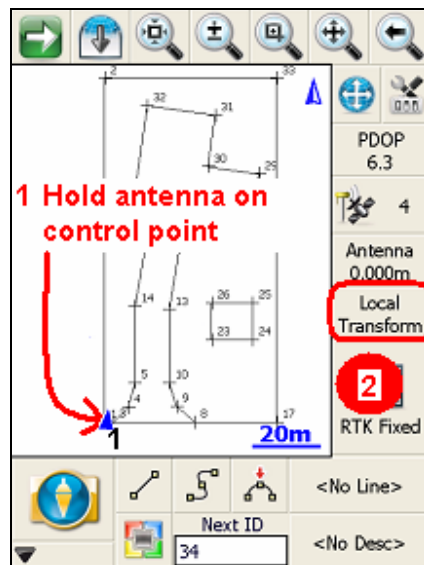 2
33
32
31
30
29
PDOP
6.3
4
1 Hold antenna on
control point
Antenna
0.000m
Local
Transform
14
13
26
25
23
24
2
5
10
4
9
8
17
1
20m
RTK Fixed
<No Line>
Next ID
34
<No Desc>